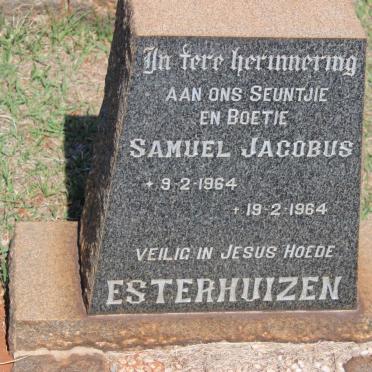 In tere herinnering
AAN ONS SEUNTJIE
EN BOETIE
SAMUEL JACOBUS
+ 9-2-1964
+ 19-2-1964
VEILIG IN JESUS HOEDE
ESTERHUIZEN